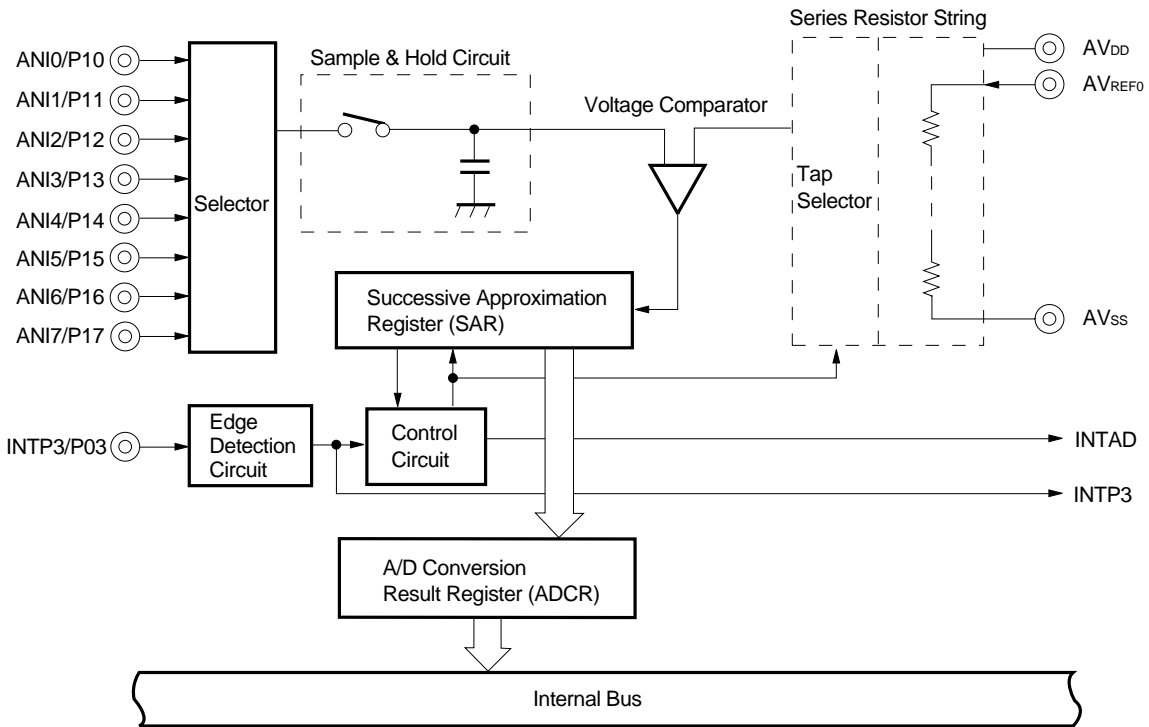 Series Resistor String
ANI0/P10
ANI1/P11
ANI2/P12
ANI3/P13
ANI4/P14
ANI5/P15
ANI6/P16
ANI7/P17
Selector
Sample & Hold Circuit
Voltage Comparator
Tap
Selector
AVDD
AVREF0
AVSS
Successive Approximation
Register (SAR)
INTP3/P03
Edge
Detection
Circuit
Control
Circuit
INTAD
INTP3
A/D Conversion
Result Register (ADCR)
Internal Bus